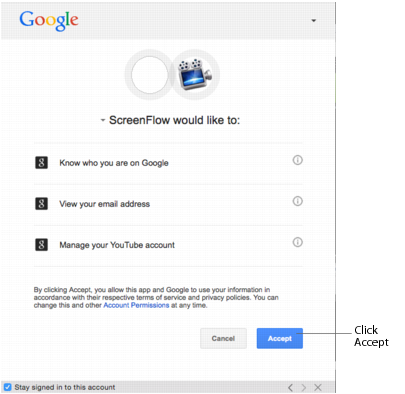 Google
ScreenFlow would like to:
Know who you are on Google
View your email address
Manage your YouTube account
By clicking Accept, you allow this app and Google to use your information in
accordance with their respective terms of service and privacy policies. You can
change this and other Account Permissions at any time.
Cancel
Accept
Click
Accept
Stay signed in to this account